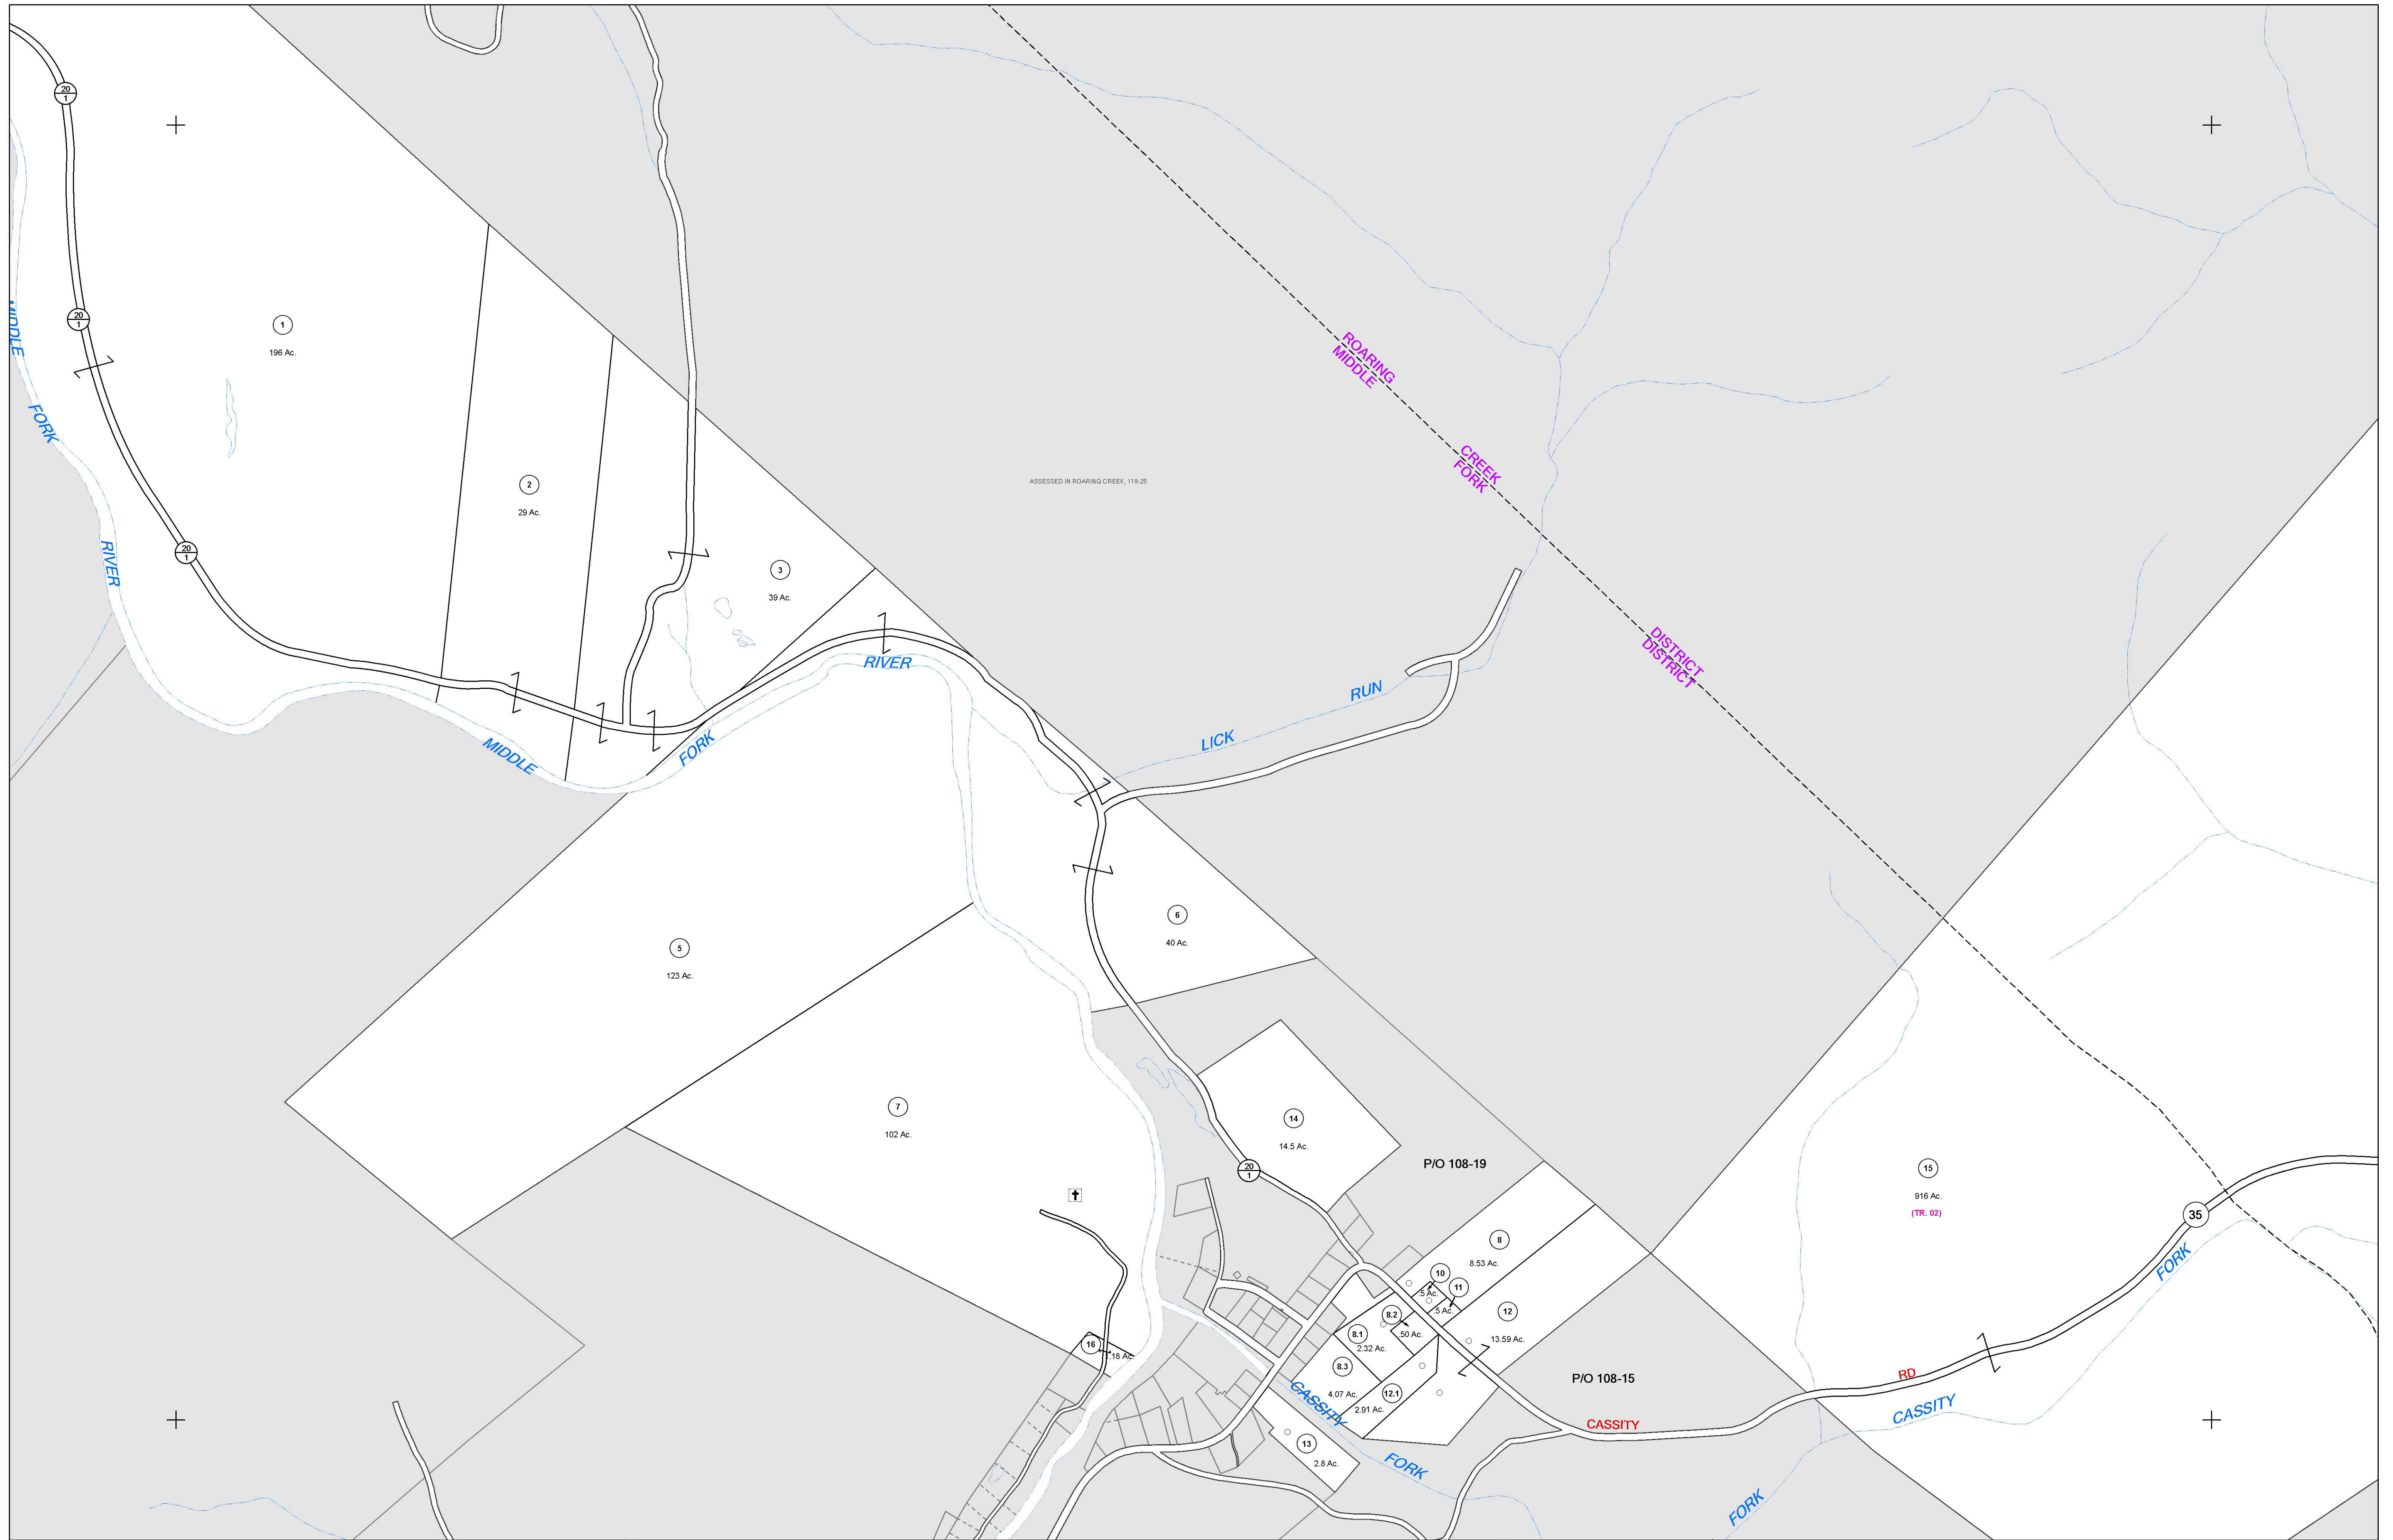 20
1
20
1
1
196 Ac.
MIDDLE
FORK
RIVER
20
1
2
29 Ac.
3
39 Ac.
ASSESSED IN ROARING CREEK, 118-25
ROARING
MIDDLE
CREEK
FORK
DISTRICT
DISTRICT
MIDDLE
FORK
RIVER
LICK
RUN
5
123 Ac.
6
40 Ac.
7
102 Ac.
14
14.5 Ac.
20
1
P/O 108-19
15
916 Ac.
(TR. 02)
35
8
8.53 Ac.
10
.5 Ac.
11
.5 Ac.
12
13.59 Ac.
8.2
.50 Ac.
8.1
2.32 Ac.
8.3
4.07 Ac.
12.1
2.91 Ac.
16
.18 Ac.
P/O 108-15
CASSITY
RD
CASSITY
FORK
CASSITY
FORK
13
2.8 Ac.
FORK